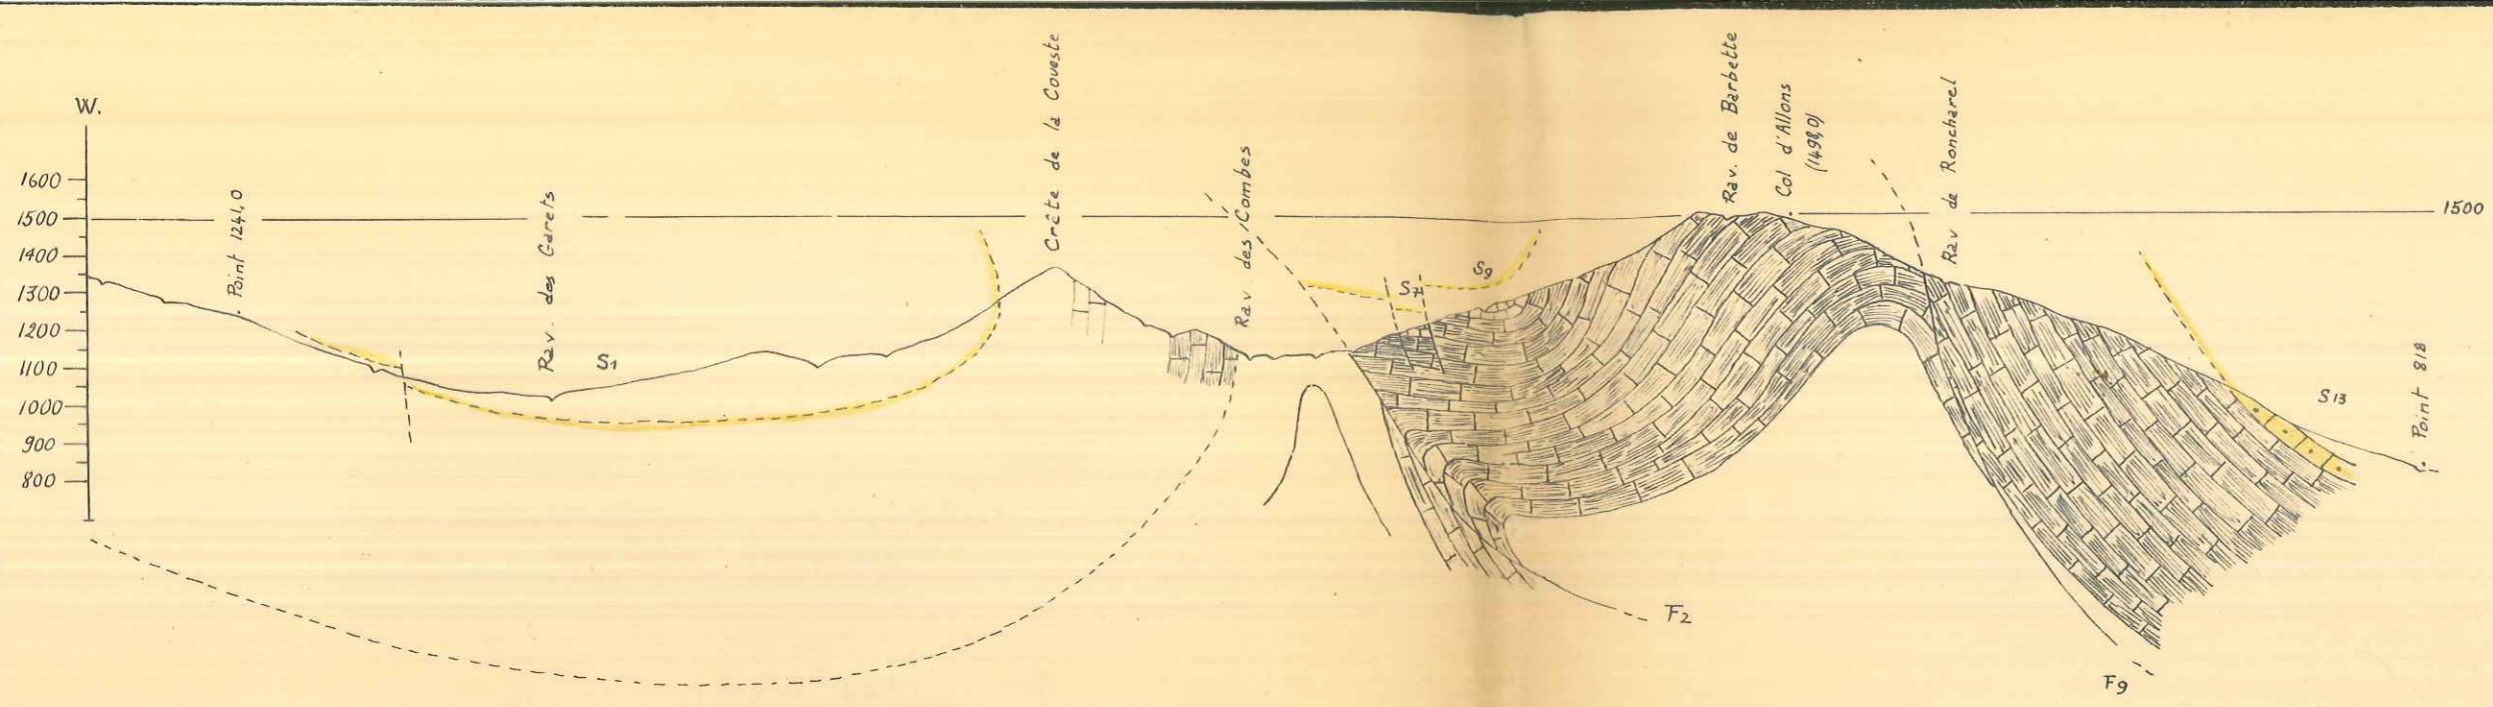 W.
1600
1500
1400
1300
1200
1100
1000
900
800
Point 1241,0
Rav. des Garets
S1
Crête de la Coueste
Rav. des Combes
S7
S9
Rav. de Barbette
Col d'Allons
(1498,0)
Rav de Roncharel
1500
S13
Point 818
F2
F9